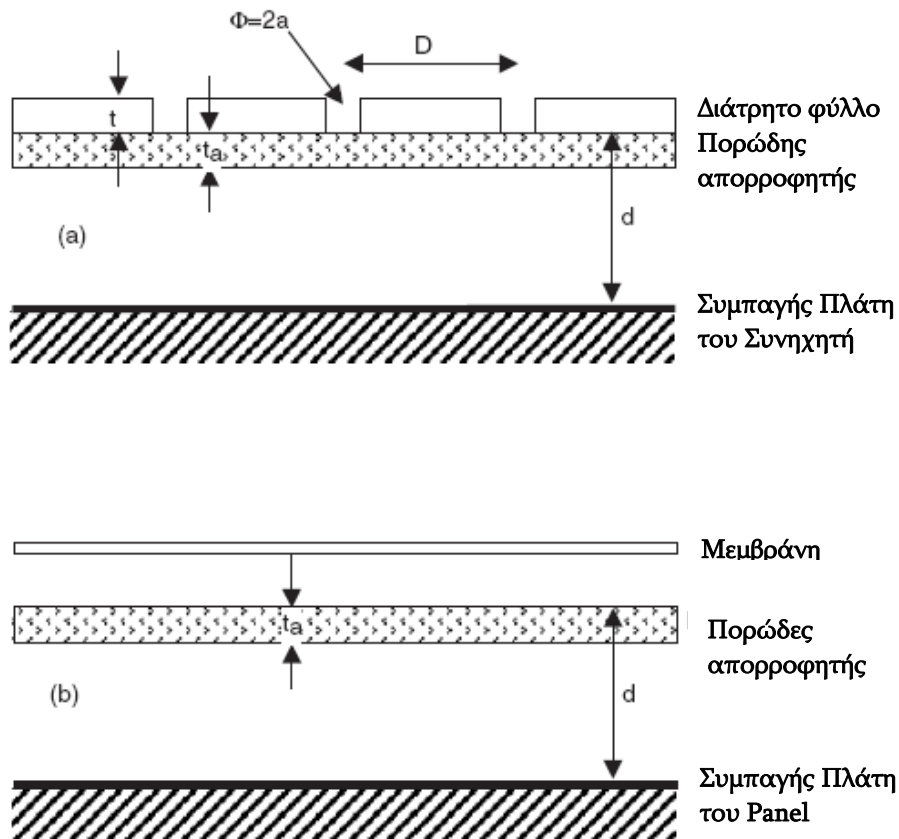 Φ=2a
D
t
ta
d
(a)
Διάτρητο φύλλο
Πορώδης
απορροφητής
Συμπαγής Πλάτη
του Συνηχητή
Μεμβράνη
ta
Πορώδες
απορροφητής
(b)
d
Συμπαγής Πλάτη
του Panel